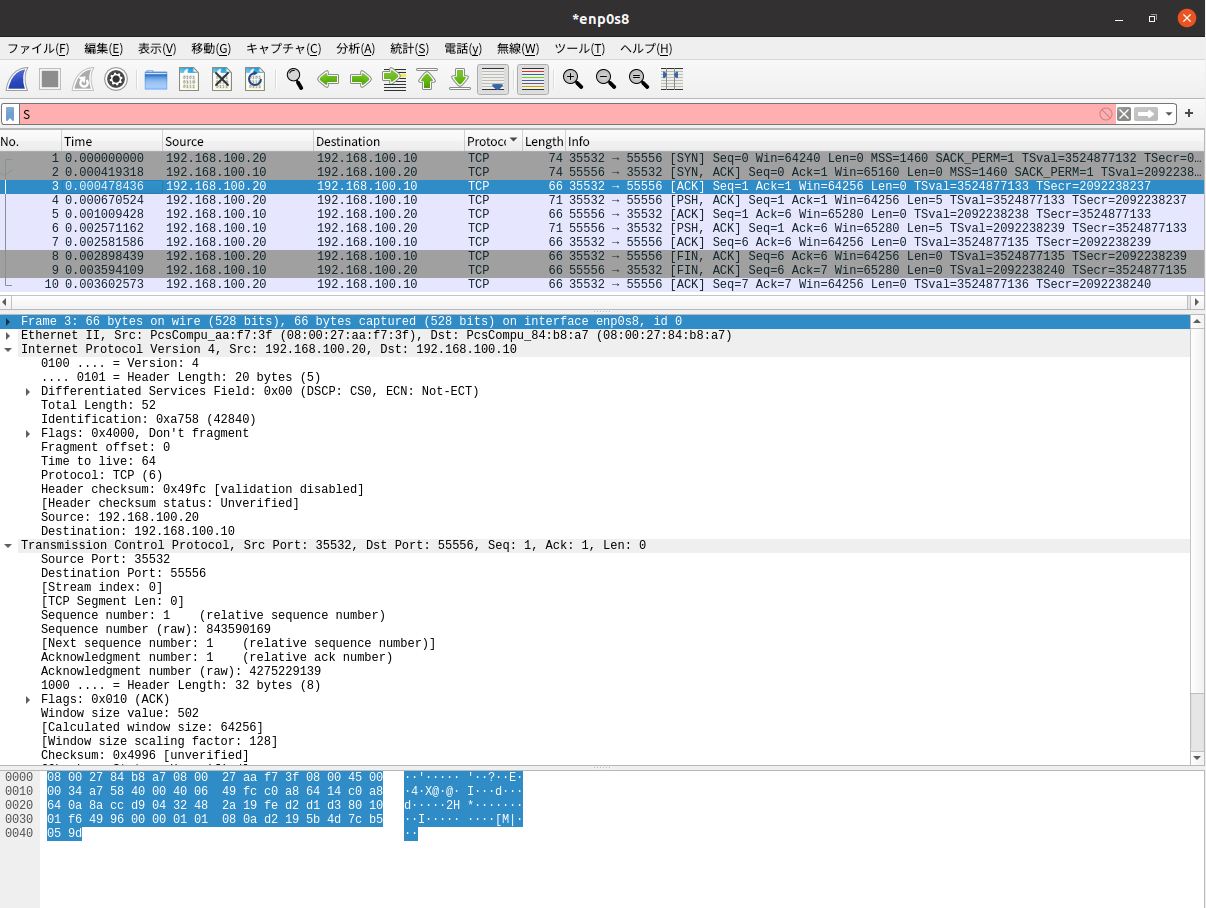 *enp0s8
ファイル(F) 編集(E) 表示(V) 移動(G) キャプチャ(C) 分析(A) 統計(S) 電話(y) 無線(W) ツール(T) ヘルプ(H)
S
No. Time Source Destination Protoc Length Info
1 0.000000000 192.168.100.20 192.168.100.10 TCP 74 35532 → 55556 [SYN] Seq=0 Win=64240 Len=0 MSS=1460 SACK_PERM=1 TSval=3524877132 TSecr=0…
2 0.000419318 192.168.100.10 192.168.100.20 TCP 74 55556 → 35532 [SYN, ACK] Seq=0 Ack=1 Win=65160 Len=0 MSS=1460 SACK_PERM=1 TSval=2092238…
3 0.000478436 192.168.100.20 192.168.100.10 TCP 66 35532 → 55556 [ACK] Seq=1 Ack=1 Win=64256 Len=0 TSval=3524877133 TSecr=2092238237
4 0.000670524 192.168.100.20 192.168.100.10 TCP 71 35532 → 55556 [PSH, ACK] Seq=1 Ack=1 Win=64256 Len=5 TSval=3524877133 TSecr=2092238237
5 0.001009428 192.168.100.10 192.168.100.20 TCP 66 55556 → 35532 [ACK] Seq=1 Ack=6 Win=65280 Len=0 TSval=2092238238 TSecr=3524877133
6 0.002571162 192.168.100.10 192.168.100.20 TCP 71 55556 → 35532 [PSH, ACK] Seq=1 Ack=6 Win=65280 Len=5 TSval=2092238239 TSecr=3524877133
7 0.002581586 192.168.100.20 192.168.100.10 TCP 66 35532 → 55556 [ACK] Seq=6 Ack=6 Win=64256 Len=0 TSval=3524877135 TSecr=2092238239
8 0.002898439 192.168.100.20 192.168.100.10 TCP 66 35532 → 55556 [FIN, ACK] Seq=6 Ack=6 Win=64256 Len=0 TSval=3524877135 TSecr=2092238239
9 0.003594109 192.168.100.10 192.168.100.20 TCP 66 55556 → 35532 [FIN, ACK] Seq=6 Ack=7 Win=65280 Len=0 TSval=2092238240 TSecr=3524877135
10 0.003602573 192.168.100.20 192.168.100.10 TCP 66 35532 → 55556 [ACK] Seq=7 Ack=7 Win=64256 Len=0 TSval=3524877136 TSecr=2092238240
Frame 3: 66 bytes on wire (528 bits), 66 bytes captured (528 bits) on interface enp0s8, id 0
Ethernet II, Src: PcsCompu_aa:f7:3f (08:00:27:aa:f7:3f), Dst: PcsCompu_84:b8:a7 (08:00:27:84:b8:a7)
Internet Protocol Version 4, Src: 192.168.100.20, Dst: 192.168.100.10
0100 .... = Version: 4
.... 0101 = Header Length: 20 bytes (5)
Differentiated Services Field: 0x00 (DSCP: CS0, ECN: Not-ECT)
Total Length: 52
Identification: 0xa758 (42840)
Flags: 0x4000, Don't fragment
Fragment offset: 0
Time to live: 64
Protocol: TCP (6)
Header checksum: 0x49fc [validation disabled]
[Header checksum status: Unverified]
Source: 192.168.100.20
Destination: 192.168.100.10
Transmission Control Protocol, Src Port: 35532, Dst Port: 55556, Seq: 1, Ack: 1, Len: 0
Source Port: 35532
Destination Port: 55556
[Stream index: 0]
[TCP Segment Len: 0]
Sequence number: 1    (relative sequence number)
Sequence number (raw): 843590169
[Next sequence number: 1    (relative sequence number)]
Acknowledgment number: 1    (relative ack number)
Acknowledgment number (raw): 4275229139
1000 .... = Header Length: 32 bytes (8)
Flags: 0x010 (ACK)
Window size value: 502
[Calculated window size: 64256]
[Window size scaling factor: 128]
Checksum: 0x4996 [unverified]
0000 08 00 27 84 b8 a7 08 00 27 aa f7 3f 08 00 45 00 ··'····· '··?··E·
0010 00 34 a7 58 40 00 40 06 49 fc c0 a8 64 14 c0 a8 ·4·X@·@· I···d···
0020 64 0a 8a cc d9 04 32 48 2a 19 fe d2 d1 d3 80 10 d·····2H *·······
0030 01 f6 49 96 00 00 01 01 08 0a d2 19 5b 4d 7c b5 ··I····· ····[M|·
0040 05 9d ··